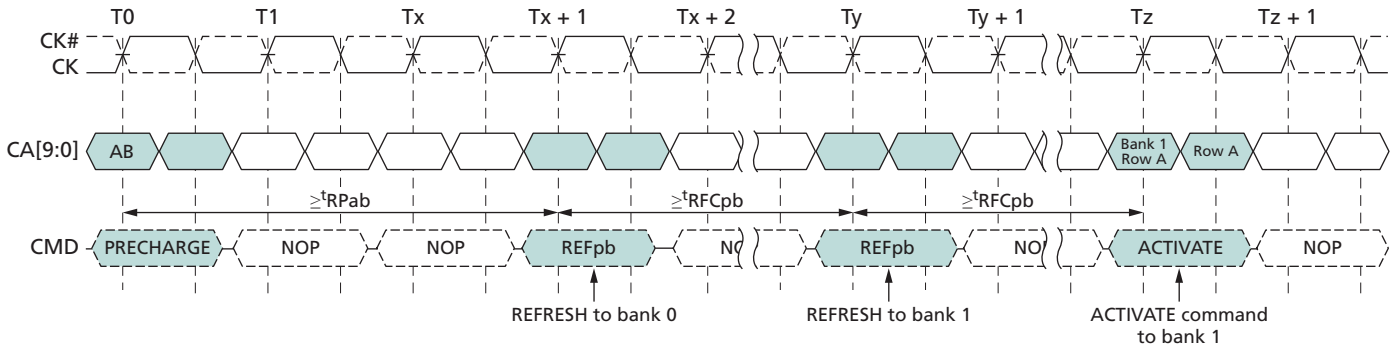 T0 T1 Tx Tx + 1 Tx + 2 Ty Ty + 1 Tz Tz + 1
CK#
CK
CA[9:0] AB Bank 1 Row A Row A
≥tRPab ≥tRFCpb ≥tRFCpb
CMD PRECHARGE NOP NOP REFpb REFpb ACTIVATE NOP
REFRESH to bank 0 REFRESH to bank 1 ACTIVATE command
to bank 1